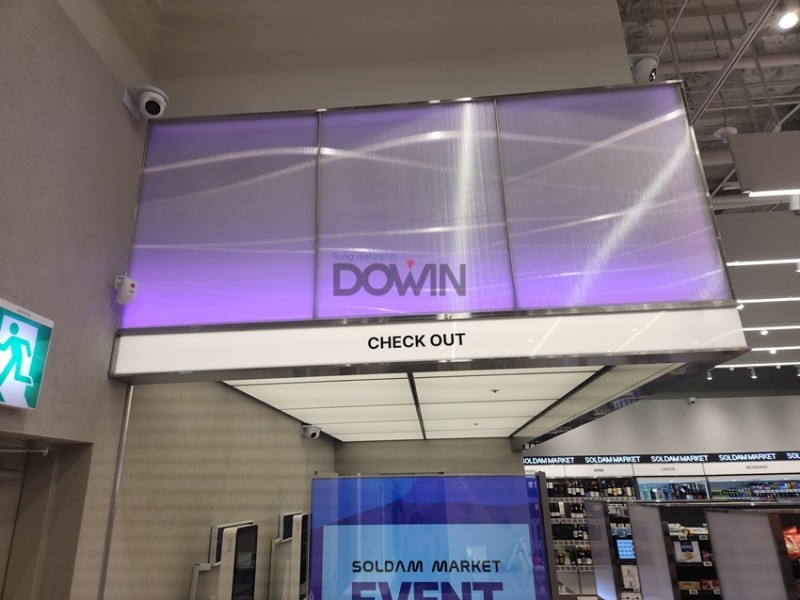 Bring nature in
DOWIN
CHECK OUT
SOLDAM MARKET SOLDAM MARKET SOLDAM MARKET SOLDAM MARKET
WINE LIQUOR BEVERAGE
SOLDAM MARKET
EVENT